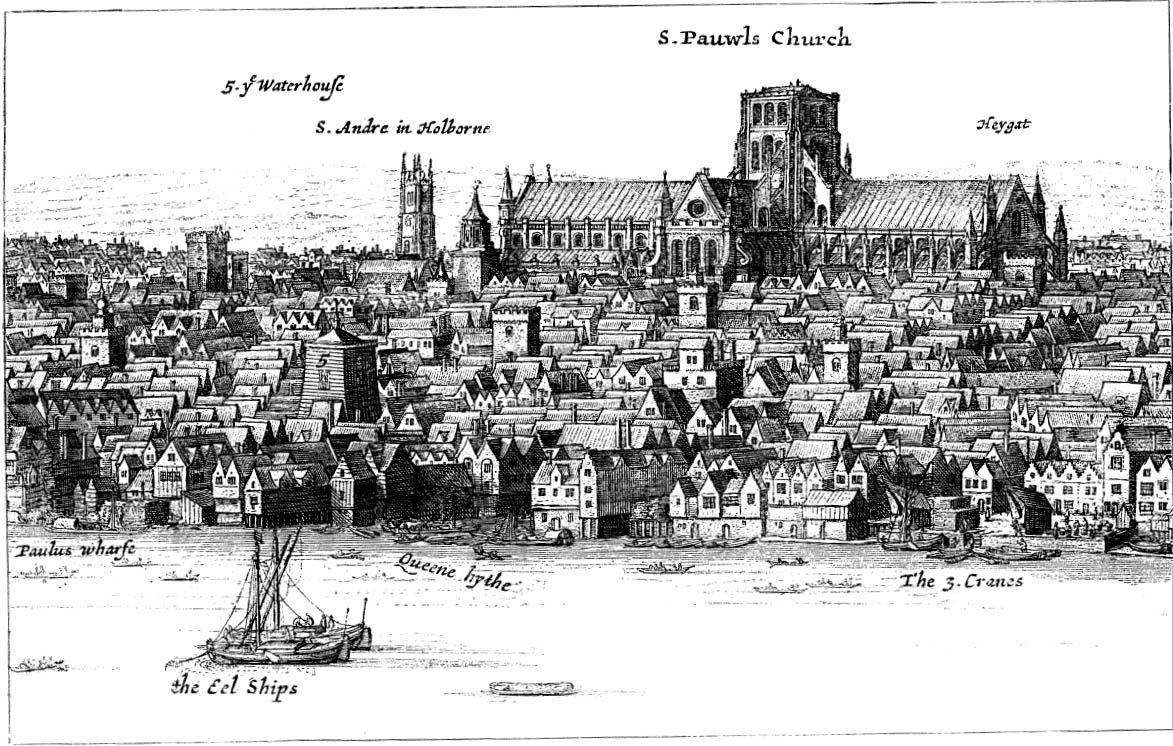 S.Pauwls Church
5.yᵉ Waterhouſe
S. Andre in Holborne
Heygat
5
Paulus wharfe
Queene hythe
The 3. Cranes
the Eel Ships